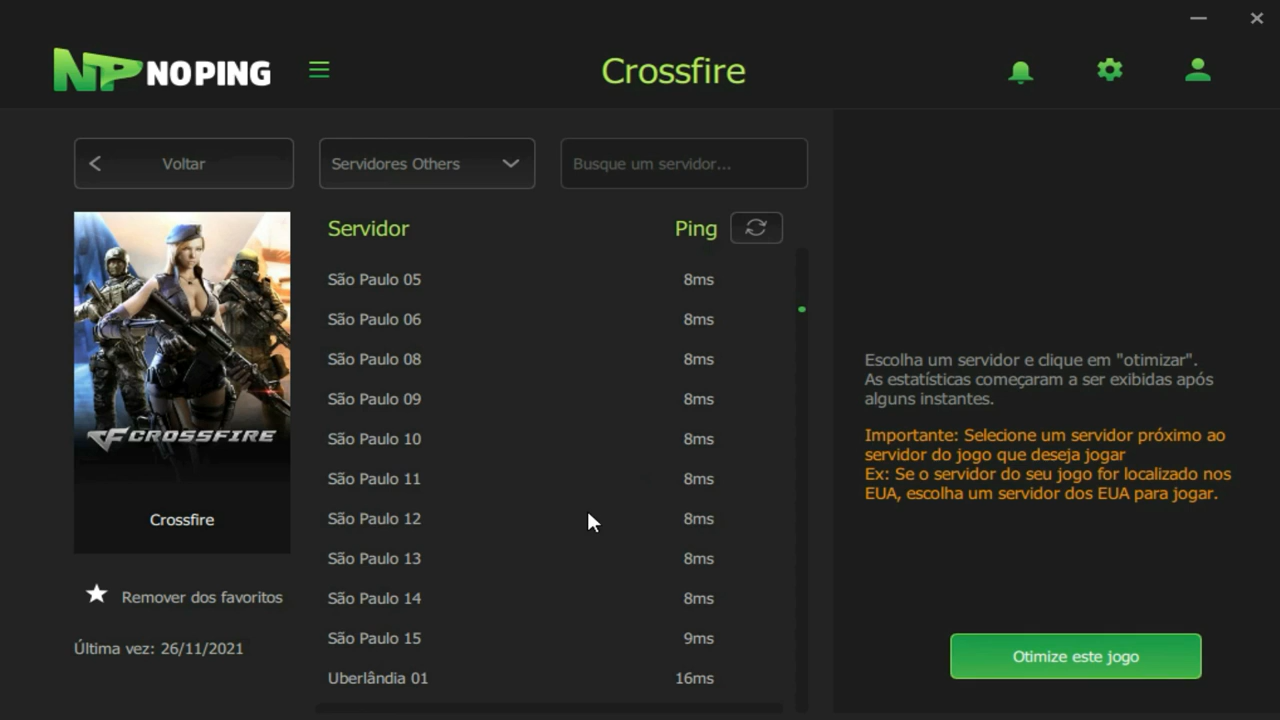 NP NOPING
Crossfire
Voltar
Servidores Others
Busque um servidor...
CF CROSSFIRE
Crossfire
Remover dos favoritos
Última vez: 26/11/2021
Servidor Ping
São Paulo 05 8ms
São Paulo 06 8ms
São Paulo 08 8ms
São Paulo 09 8ms
São Paulo 10 8ms
São Paulo 11 8ms
São Paulo 12 8ms
São Paulo 13 8ms
São Paulo 14 8ms
São Paulo 15 9ms
Uberlândia 01 16ms
Escolha um servidor e clique em "otimizar".
As estatísticas começaram a ser exibidas após
alguns instantes.
Importante: Selecione um servidor próximo ao
servidor do jogo que deseja jogar
Ex: Se o servidor do seu jogo for localizado nos
EUA, escolha um servidor dos EUA para jogar.
Otimize este jogo